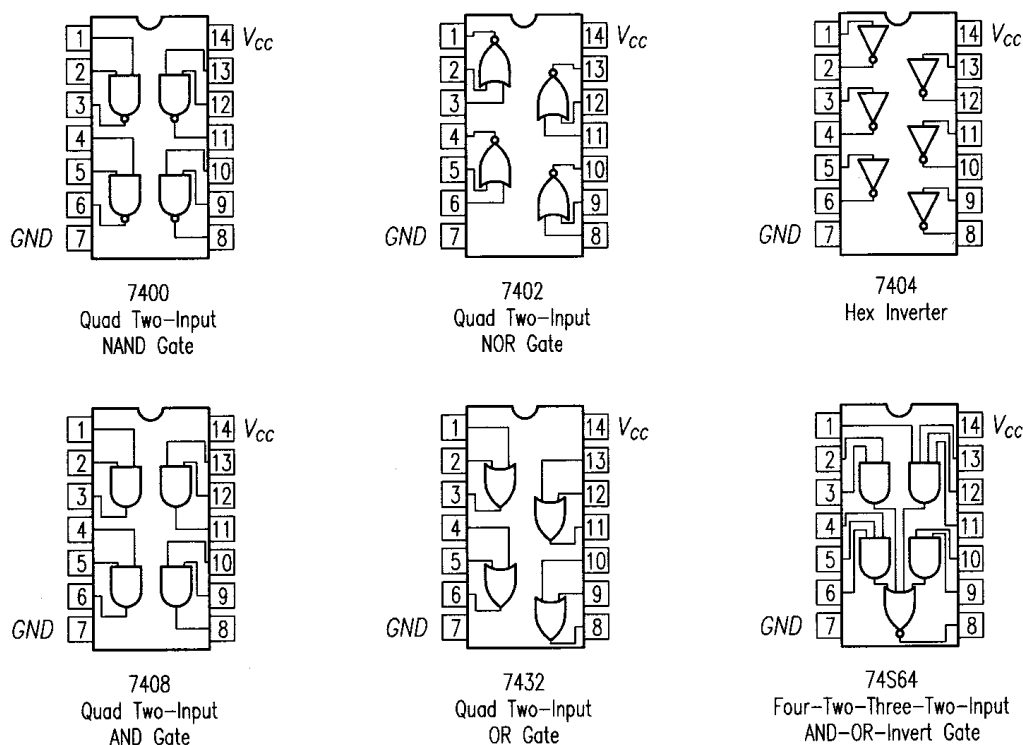 1 14 V_CC
2 13
3 12
4 11
5 10
6 9
GND 7 8
7400
Quad Two-Input
NAND Gate
1 14 V_CC
2 13
3 12
4 11
5 10
6 9
GND 7 8
7402
Quad Two-Input
NOR Gate
1 14 V_CC
2 13
3 12
4 11
5 10
6 9
GND 7 8
7404
Hex Inverter
1 14 V_CC
2 13
3 12
4 11
5 10
6 9
GND 7 8
7408
Quad Two-Input
AND Gate
1 14 V_CC
2 13
3 12
4 11
5 10
6 9
GND 7 8
7432
Quad Two-Input
OR Gate
1 14 V_CC
2 13
3 12
4 11
5 10
6 9
GND 7 8
74S64
Four-Two-Three-Two-Input
AND-OR-Invert Gate